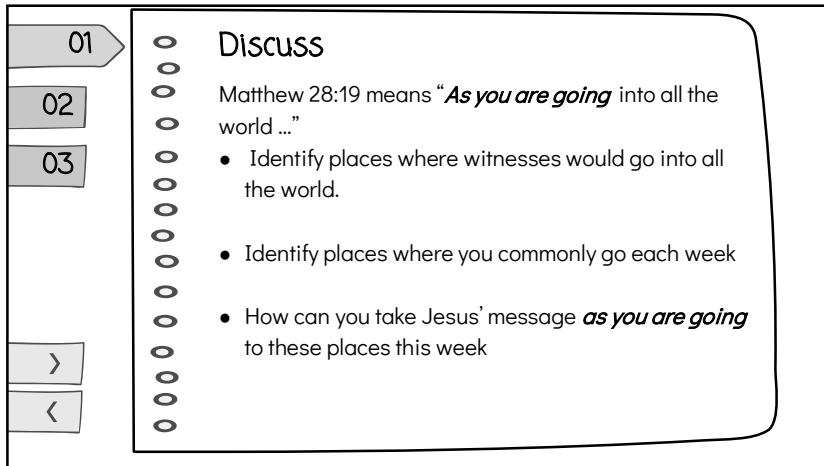 01
02
03
Discuss
Matthew 28:19 means “As you are going into all the
world …”
● Identify places where witnesses would go into all
the world.
● Identify places where you commonly go each week
● How can you take Jesus’ message as you are going
to these places this week
>
<